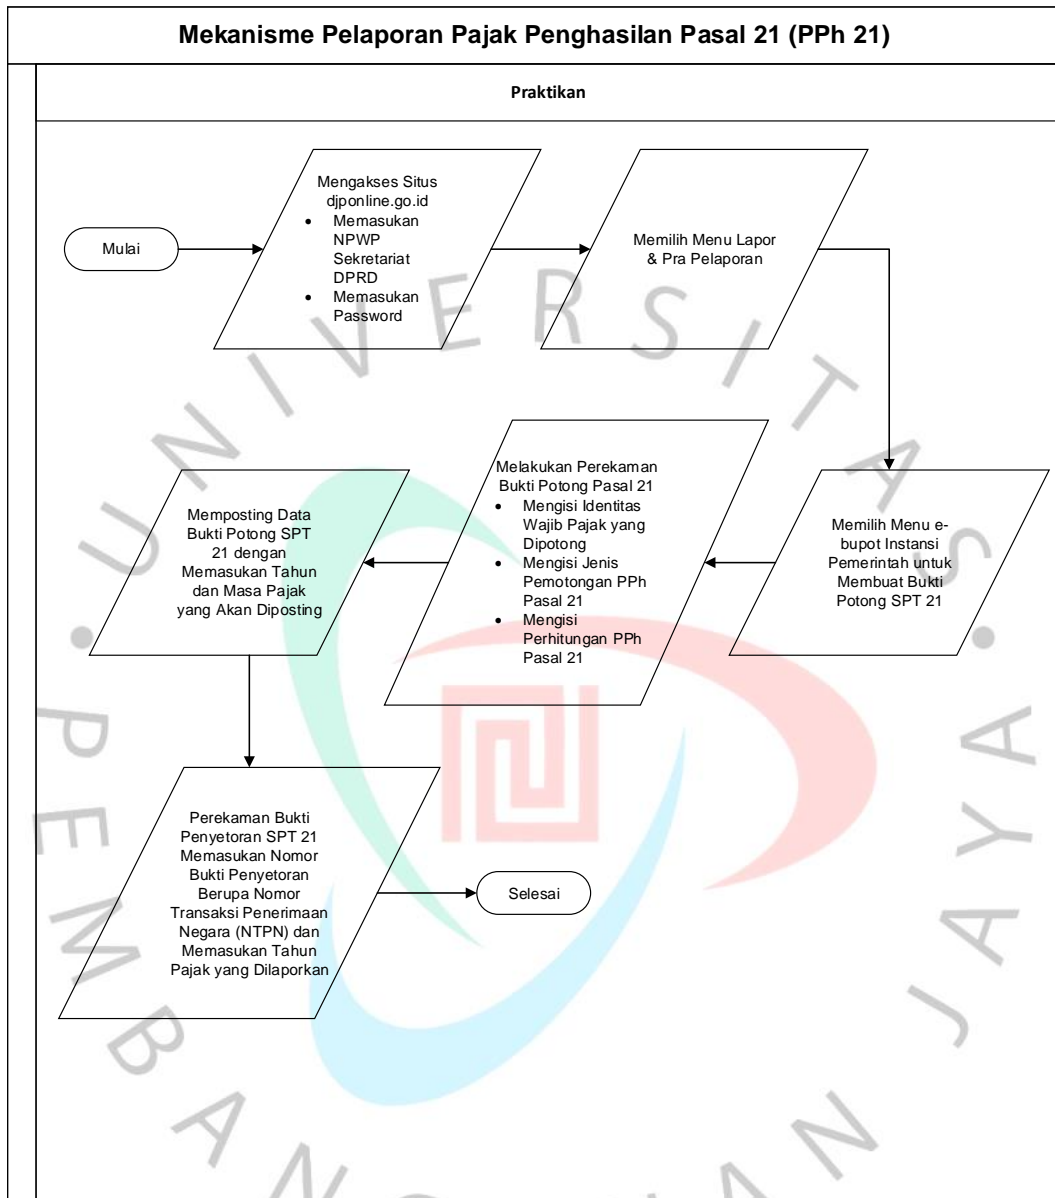 Mekanisme Pelaporan Pajak Penghasilan Pasal 21 (PPh 21)
Praktikan
Mulai
Mengakses Situs
djponline.go.id
• Memasukan
NPWP
Sekretariat
DPRD
• Memasukan
Password
Memilih Menu Lapor
& Pra Pelaporan
Memilih Menu e-
bupot Instansi
Pemerintah untuk
Membuat Bukti
Potong SPT 21
Melakukan Perekaman
Bukti Potong Pasal 21
• Mengisi Identitas
Wajib Pajak yang
Dipotong
• Mengisi Jenis
Pemotongan PPh
Pasal 21
• Mengisi
Perhitungan PPh
Pasal 21
Memposting Data
Bukti Potong SPT
21 dengan
Memasukan Tahun
dan Masa Pajak
yang Akan Diposting
Perekaman Bukti
Penyetoran SPT 21
Memasukan Nomor
Bukti Penyetoran
Berupa Nomor
Transaksi Penerimaan
Negara (NTPN) dan
Memasukan Tahun
Pajak yang Dilaporkan
Selesai
UNIVERSITAS
PEMBANGUNAN JAYA